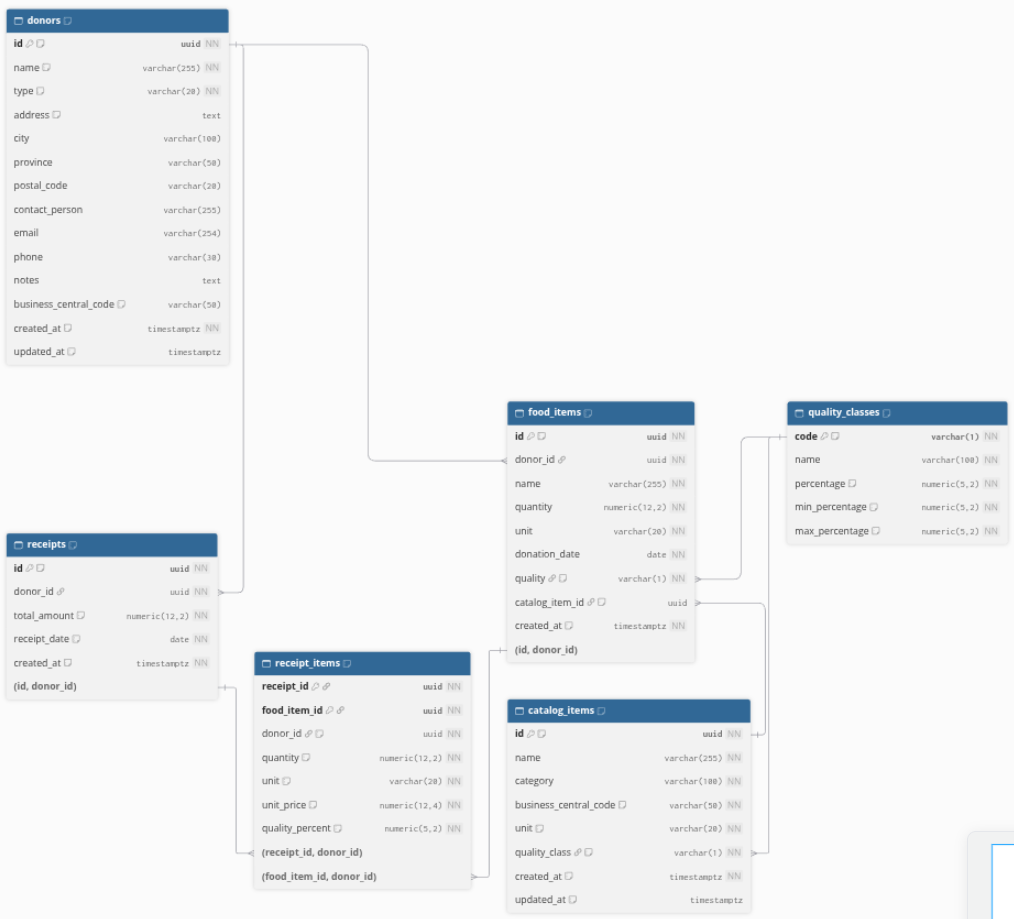 donors
id uuid NN
name varchar(255) NN
type varchar(20) NN
address text
city varchar(100)
province varchar(50)
postal_code varchar(20)
contact_person varchar(255)
email varchar(254)
phone varchar(30)
notes text
business_central_code varchar(50)
created_at timestamptz NN
updated_at timestamptz
food_items
id uuid NN
donor_id uuid NN
name varchar(255) NN
quantity numeric(12,2) NN
unit varchar(20) NN
donation_date date NN
quality varchar(1) NN
catalog_item_id uuid
created_at timestamptz NN
(id, donor_id)
quality_classes
code varchar(1) NN
name varchar(100) NN
percentage numeric(5,2) NN
min_percentage numeric(5,2) NN
max_percentage numeric(5,2) NN
receipts
id uuid NN
donor_id uuid NN
total_amount numeric(12,2) NN
receipt_date date NN
created_at timestamptz NN
(id, donor_id)
receipt_items
receipt_id uuid NN
food_item_id uuid NN
donor_id uuid NN
quantity numeric(12,2) NN
unit varchar(20) NN
unit_price numeric(12,4) NN
quality_percent numeric(5,2) NN
(receipt_id, donor_id)
(food_item_id, donor_id)
catalog_items
id uuid NN
name varchar(255) NN
category varchar(100) NN
business_central_code varchar(50) NN
unit varchar(20) NN
quality_class varchar(1) NN
created_at timestamptz NN
updated_at timestamptz